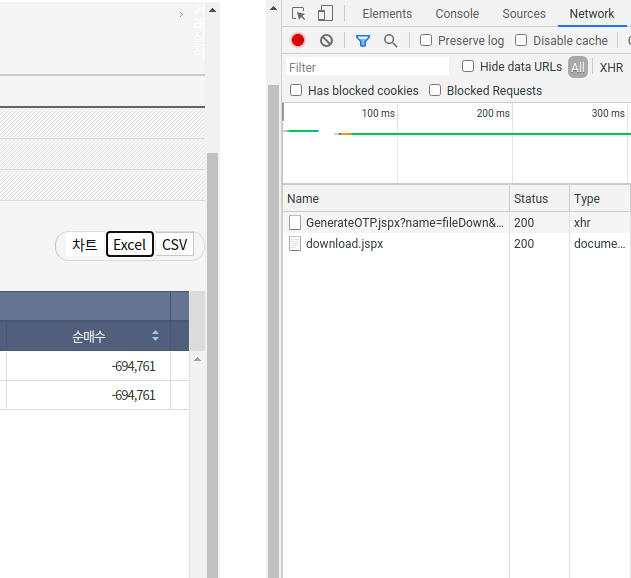 Elements Console Sources Network
Preserve log Disable cache
Filter Hide data URLs All XHR
Has blocked cookies Blocked Requests
100 ms 200 ms 300 ms
Name Status Type
GenerateOTP.jspx?name=fileDown&... 200 xhr
download.jspx 200 docume...
차트 Excel CSV
순매수
-694,761
-694,761